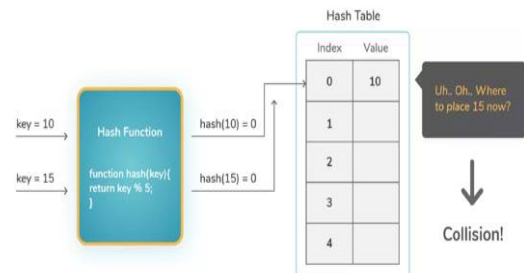 Hash Table
Index Value
key = 10
Hash Function
hash(10) = 0
0 10
Uh.. Oh.. Where
to place 15 now?
1
key = 15
function hash(key){
return key % 5;
}
hash(15) = 0
2
3
4
Collision!